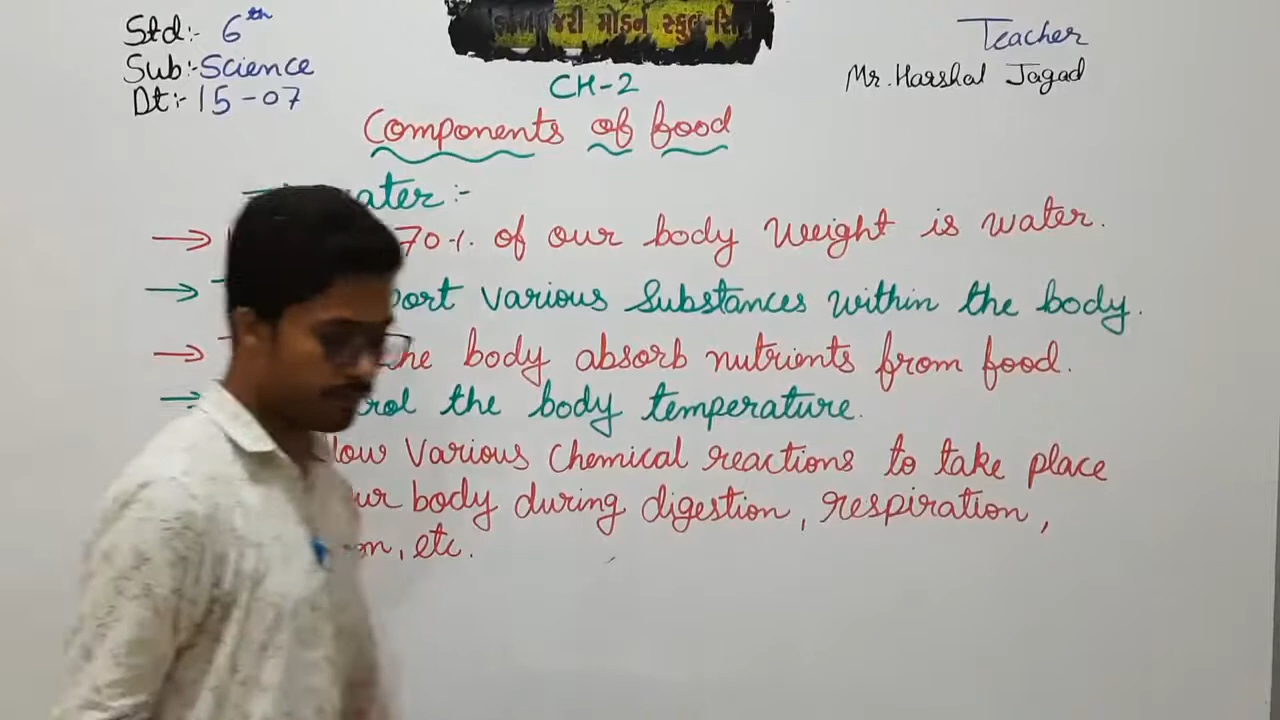 Std:- 6th
Sub:-Science
Dt:-15-07
મોડર્ન સ્કુલ-સિ
Teacher
Mr. Harshal Jagad
CH-2
Components of food
ater:-
70% of our body weight is water.
port various substances within the body.
he body absorb nutrients from food.
rol the body temperature.
low various chemical reactions to take place
ur body during digestion, respiration,
on, etc.